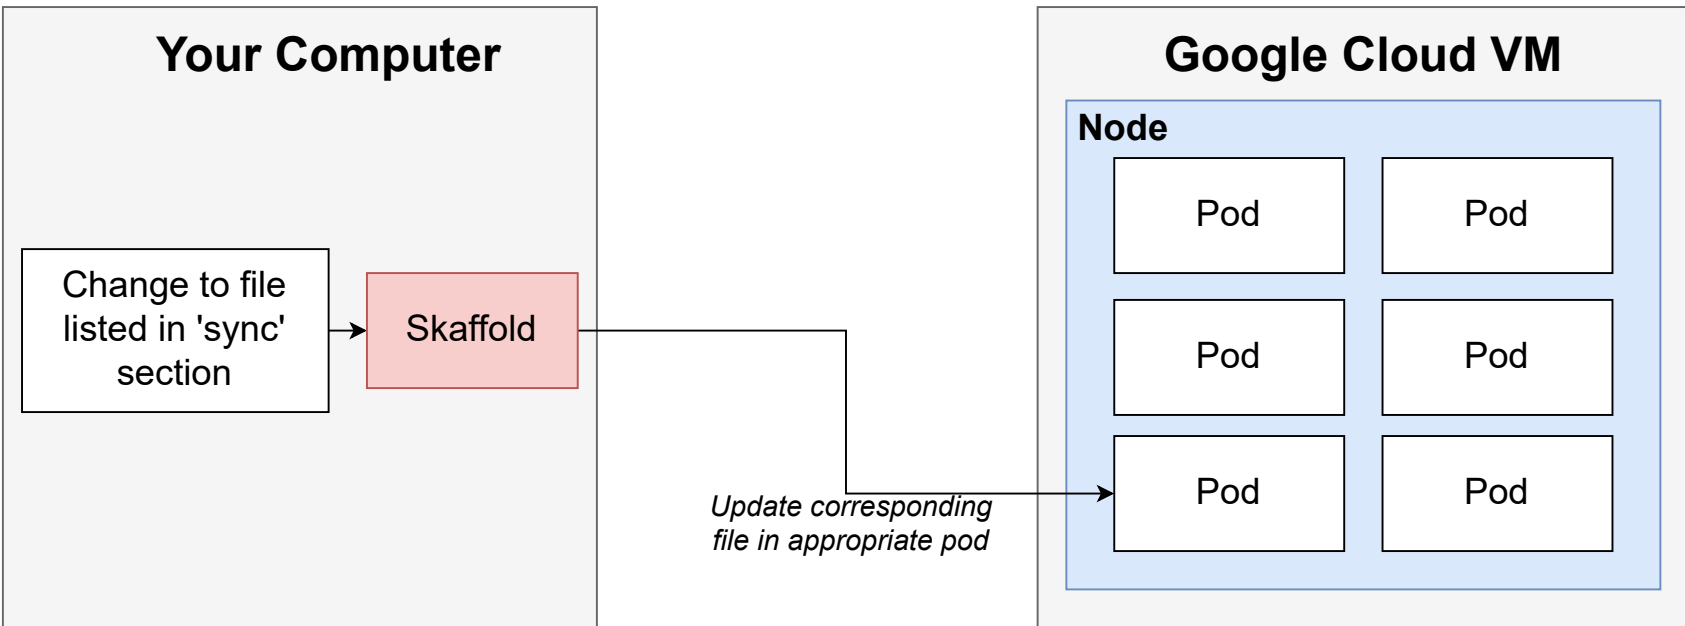 Your Computer
Change to file
listed in 'sync'
section
Skaffold
Update corresponding
file in appropriate pod
Google Cloud VM
Node
Pod
Pod
Pod
Pod
Pod
Pod